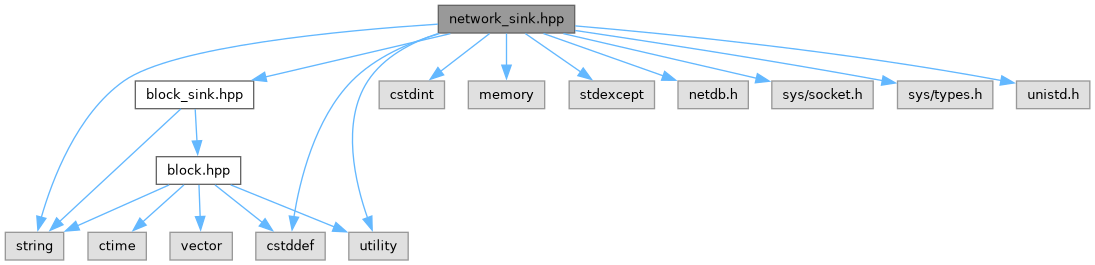 network_sink.hpp
block_sink.hpp
cstdint
memory
stdexcept
netdb.h
sys/socket.h
sys/types.h
unistd.h
block.hpp
string
ctime
vector
cstddef
utility